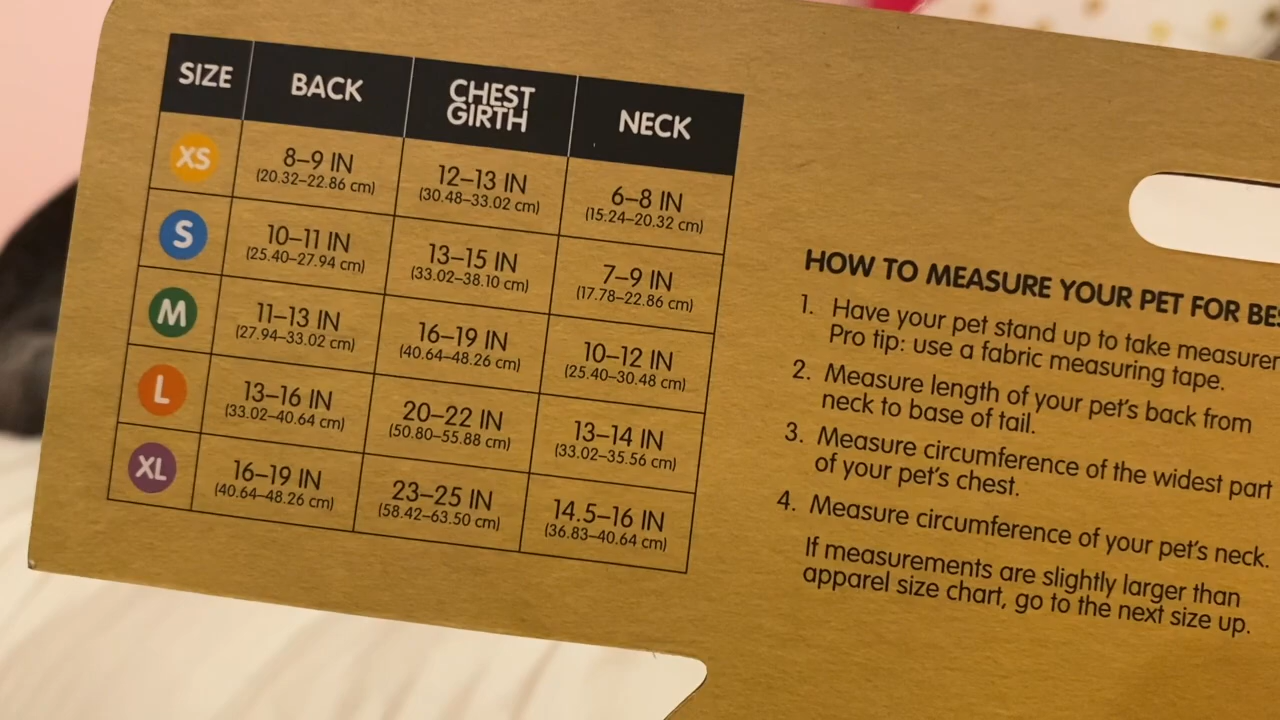 SIZE BACK CHEST GIRTH NECK
XS 8–9 IN 12–13 IN 6–8 IN
(20.32–22.86 cm) (30.48–33.02 cm) (15.24–20.32 cm)
S 10–11 IN 13–15 IN 7–9 IN
(25.40–27.94 cm) (33.02–38.10 cm) (17.78–22.86 cm)
M 11–13 IN 16–19 IN 10–12 IN
(27.94–33.02 cm) (40.64–48.26 cm) (25.40–30.48 cm)
L 13–16 IN 20–22 IN 13–14 IN
(33.02–40.64 cm) (50.80–55.88 cm) (33.02–35.56 cm)
XL 16–19 IN 23–25 IN 14.5–16 IN
(40.64–48.26 cm) (58.42–63.50 cm) (36.83–40.64 cm)
HOW TO MEASURE YOUR PET FOR
1. Have your pet stand up to take
Pro tip: use a fabric measuring tape.
2. Measure length of your pet's back from
neck to base of tail.
3. Measure circumference of the widest part
of your pet's chest.
4. Measure circumference of your pet's neck.
If measurements are slightly larger than
apparel size chart, go to the next size up.